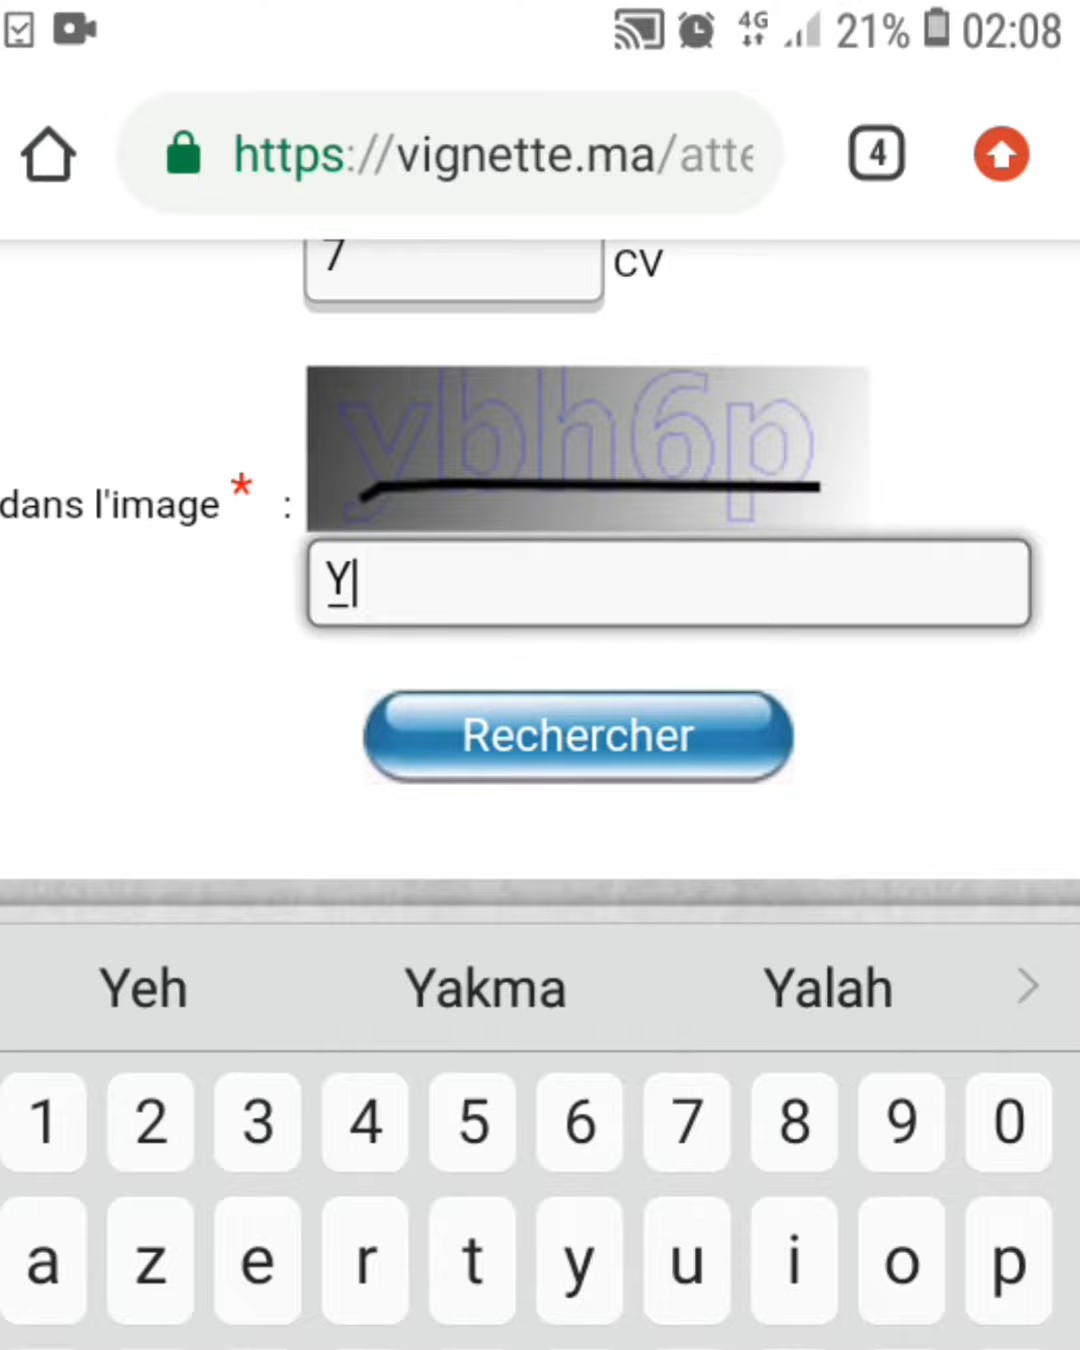 4G 21% 02:08
https://vignette.ma/atte
4
7 CV
ybh6p
dans l'image * :
Y
Rechercher
Yeh Yakma Yalah
1 2 3 4 5 6 7 8 9 0
a z e r t y u i o p